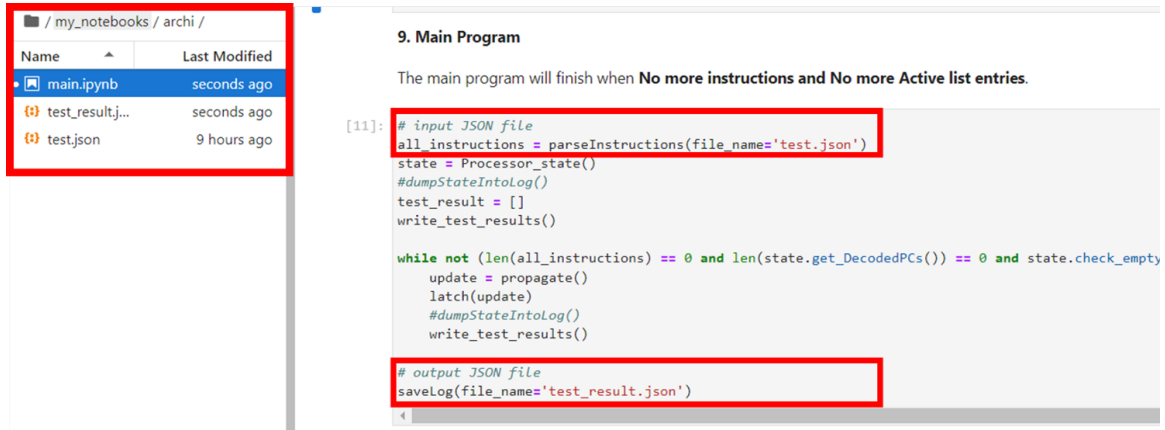 / my_notebooks / archi /
Name Last Modified
main.ipynb seconds ago
test_result.j... seconds ago
test.json 9 hours ago
9. Main Program
The main program will finish when No more instructions and No more Active list entries.
[11]:
# input JSON file
all_instructions = parseInstructions(file_name='test.json')
state = Processor_state()
#dumpStateIntoLog()
test_result = []
write_test_results()
while not (len(all_instructions) == 0 and len(state.get_DecodedPCs()) == 0 and state.check_empty
update = propagate()
latch(update)
#dumpStateIntoLog()
write_test_results()
# output JSON file
saveLog(file_name='test_result.json')